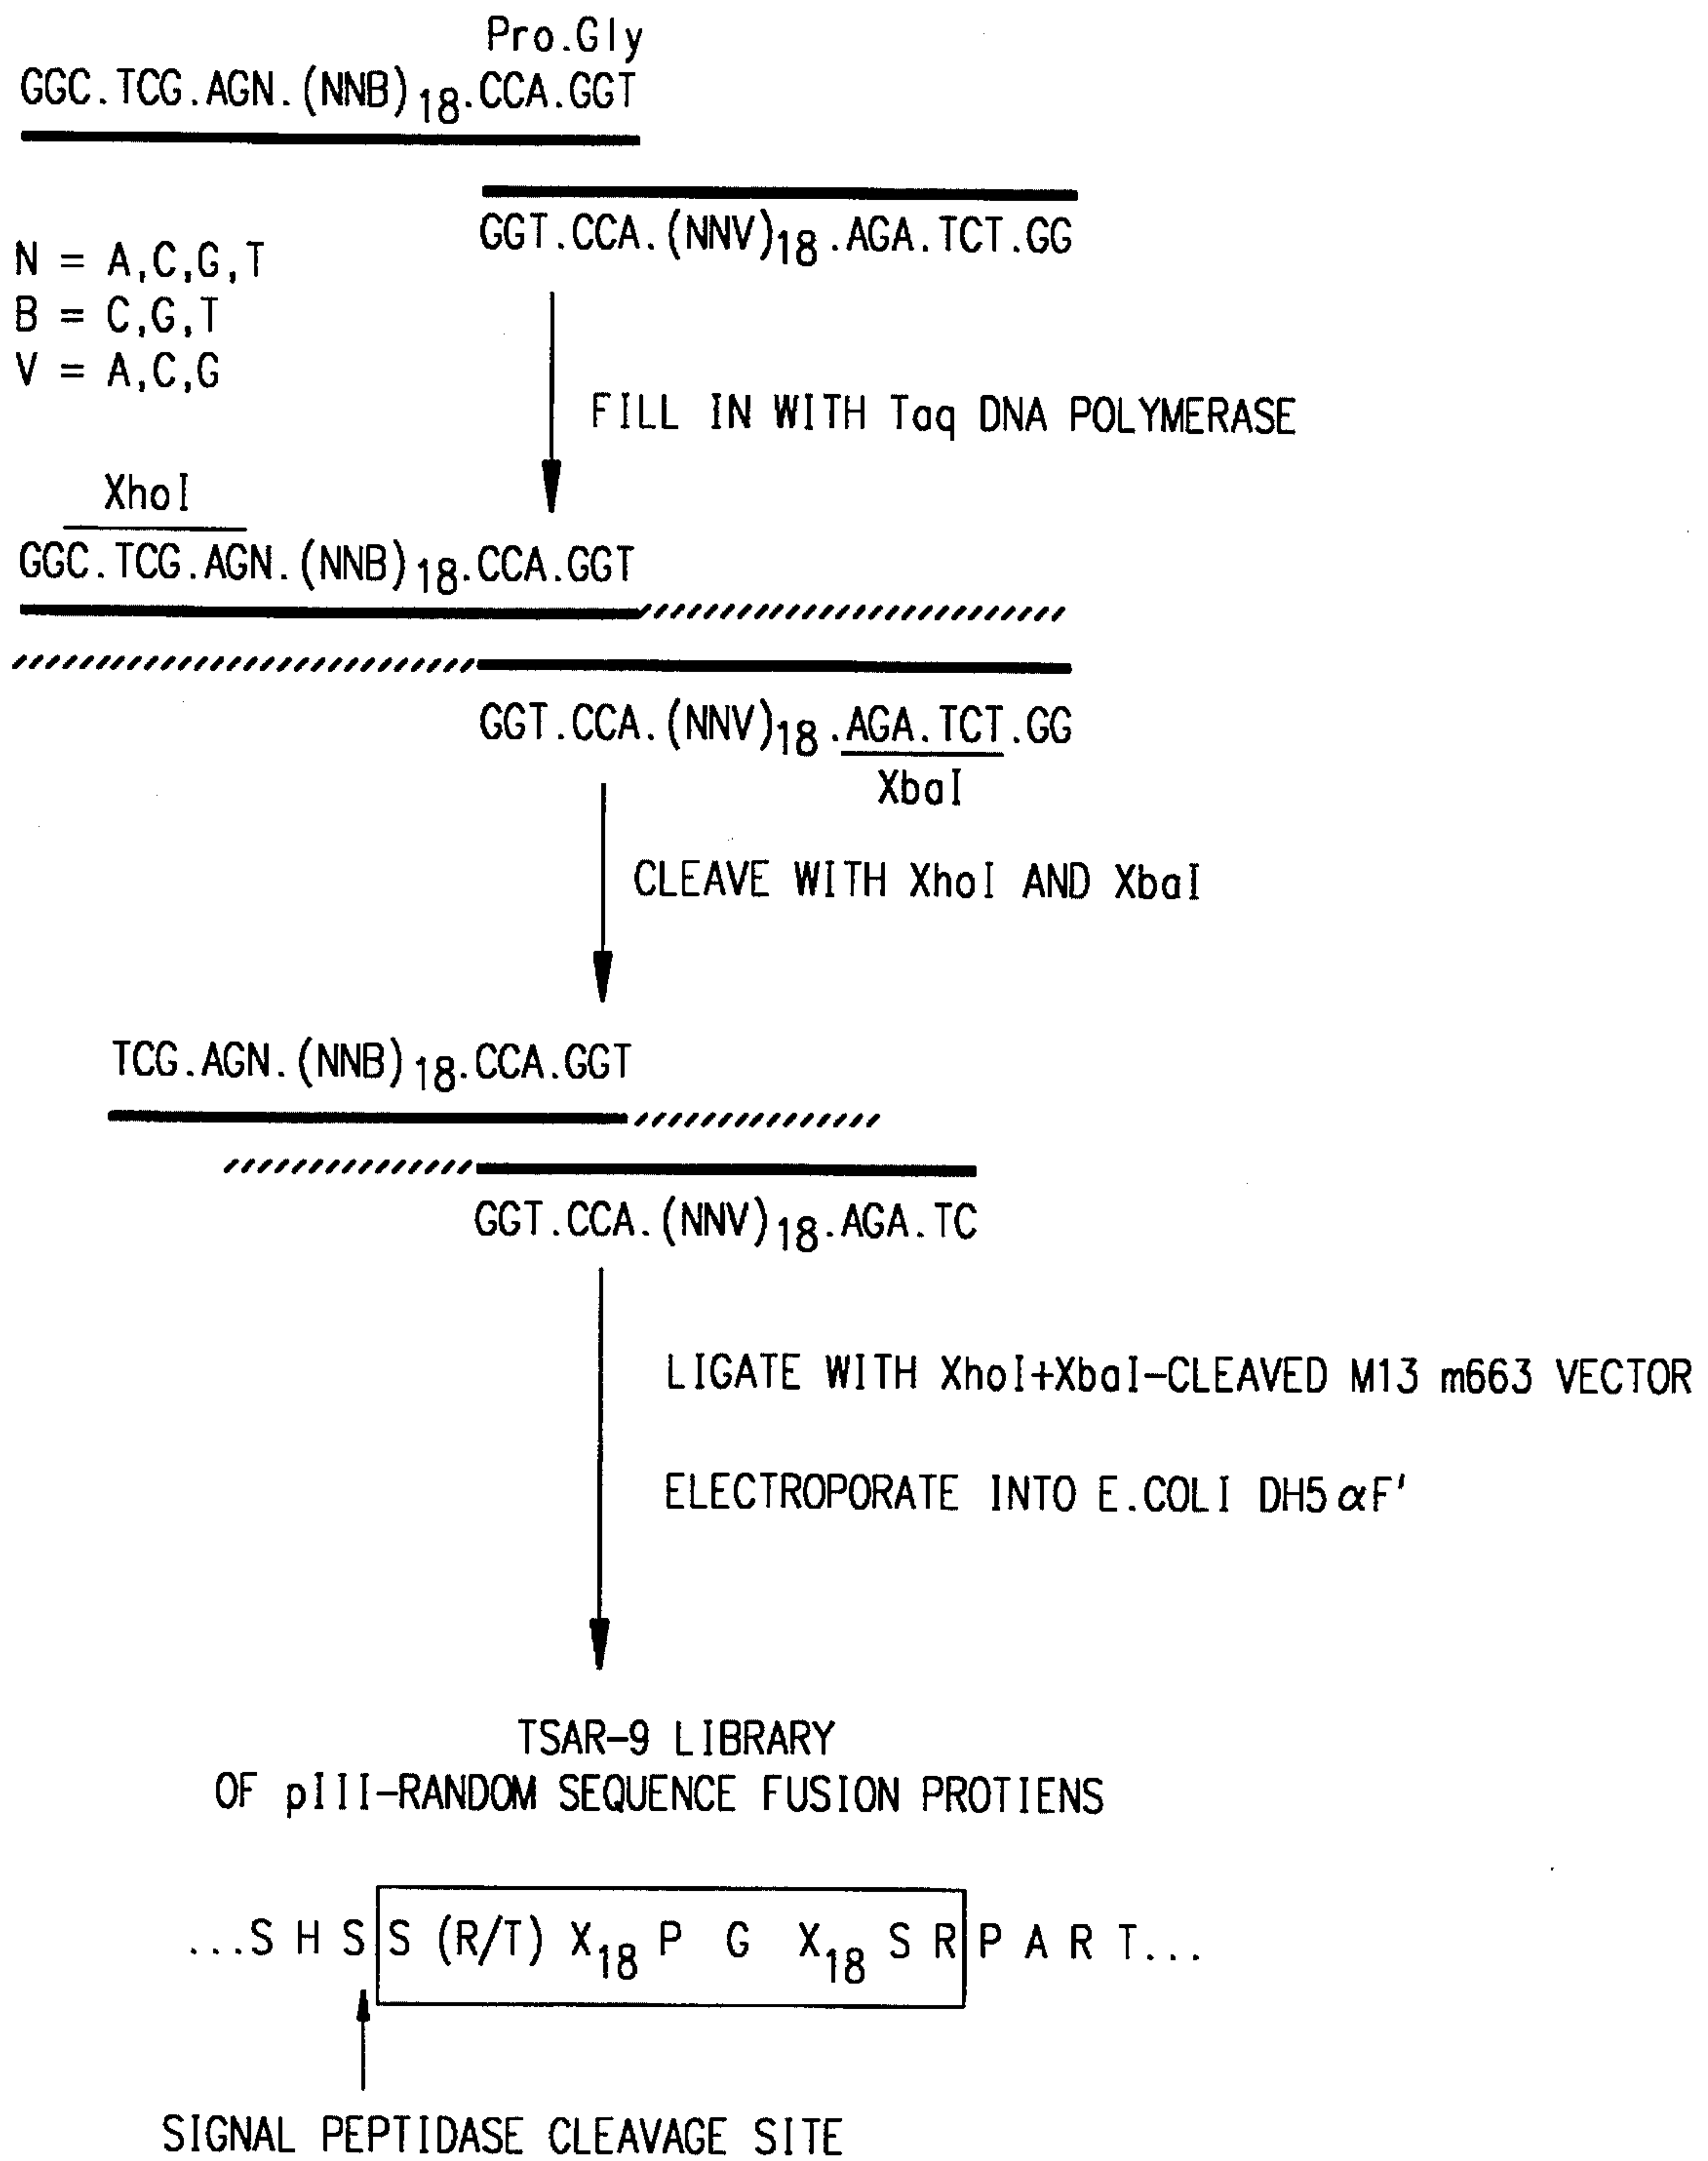 Pro.Gly
GGC.TCG.AGN.(NNB)18.CCA.GGT
GGT.CCA.(NNV)18.AGA.TCT.GG
N = A,C,G,T
B = C,G,T
V = A,C,G
FILL IN WITH Taq DNA POLYMERASE
XhoI
GGC.TCG.AGN.(NNB)18.CCA.GGT
GGT.CCA.(NNV)18.AGA.TCT.GG
XbaI
CLEAVE WITH XhoI AND XbaI
TCG.AGN.(NNB)18.CCA.GGT
GGT.CCA.(NNV)18.AGA.TC
LIGATE WITH XhoI+XbaI-CLEAVED M13 m663 VECTOR
ELECTROPORATE INTO E.COLI DH5αF'
TSAR-9 LIBRARY
OF pIII-RANDOM SEQUENCE FUSION PROTIENS
...S H S S (R/T) X18 P G X18 S R P A R T...
SIGNAL PEPTIDASE CLEAVAGE SITE